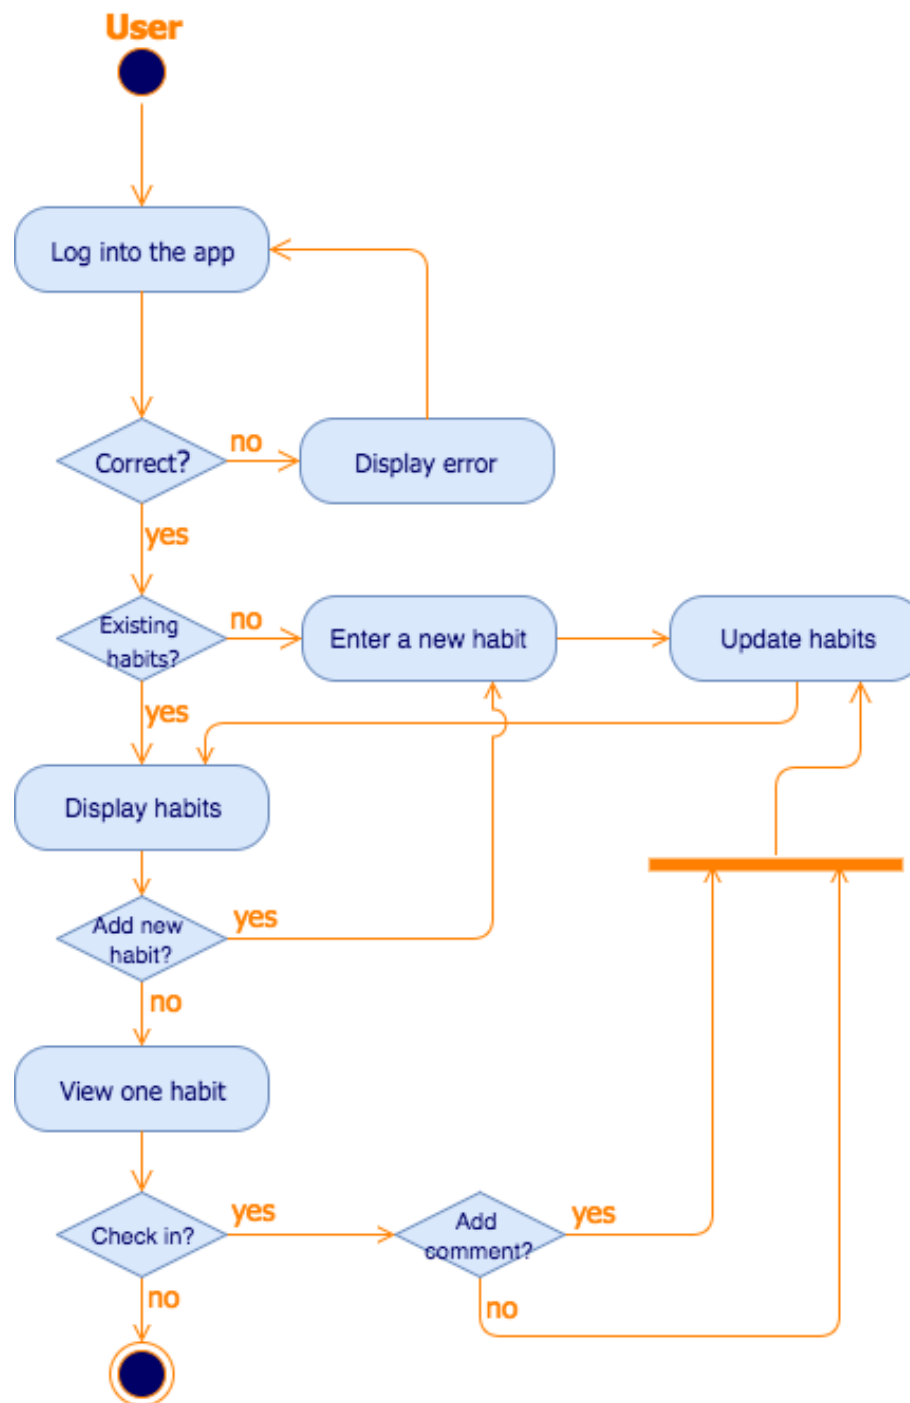 User
Log into the app
Correct?
no
Display error
yes
Existing
habits?
no
Enter a new habit
Update habits
yes
Display habits
Add new
habit?
yes
no
View one habit
Check in?
yes
Add
comment?
yes
no
no